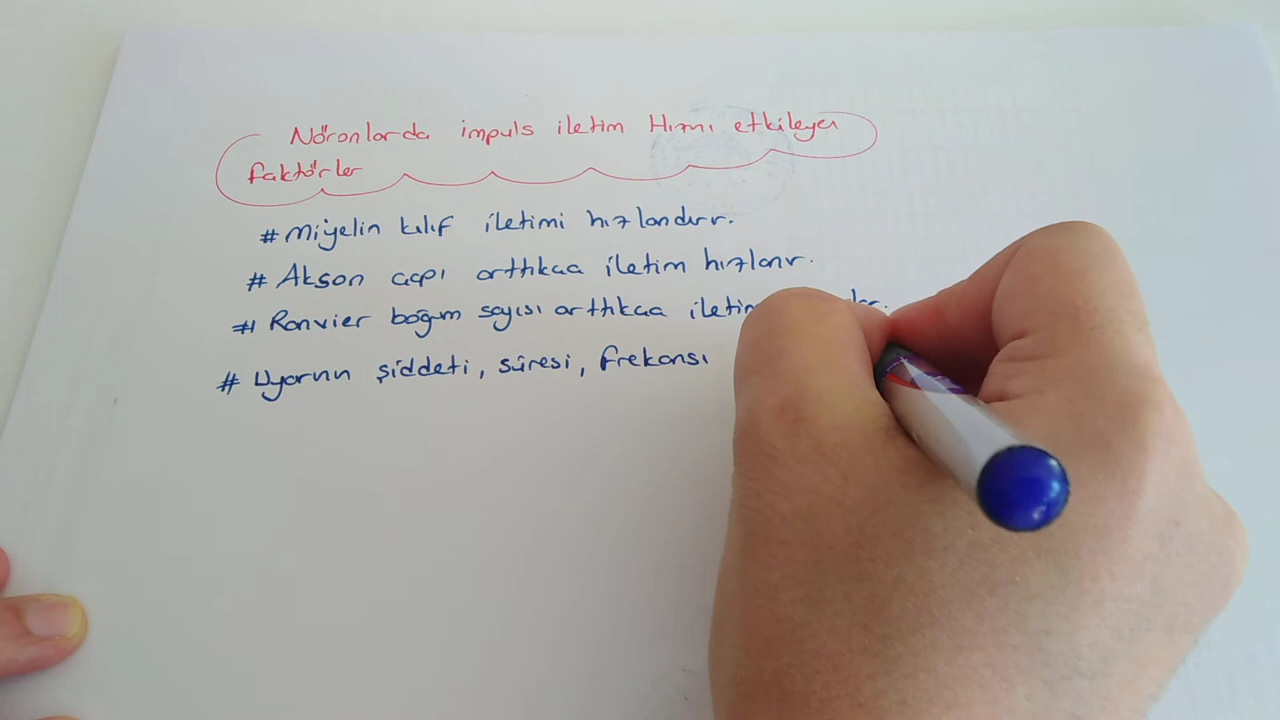 Nöronlarda impuls iletim Hızını etkileyen
faktörler
# Miyelin kılıf iletimi hızlandırır.
# Akson çapı arttıkça iletim hızlanır.
# Ranvier boğum sayısı arttıkça iletim
# Uyarının şiddeti, süresi, frekansı